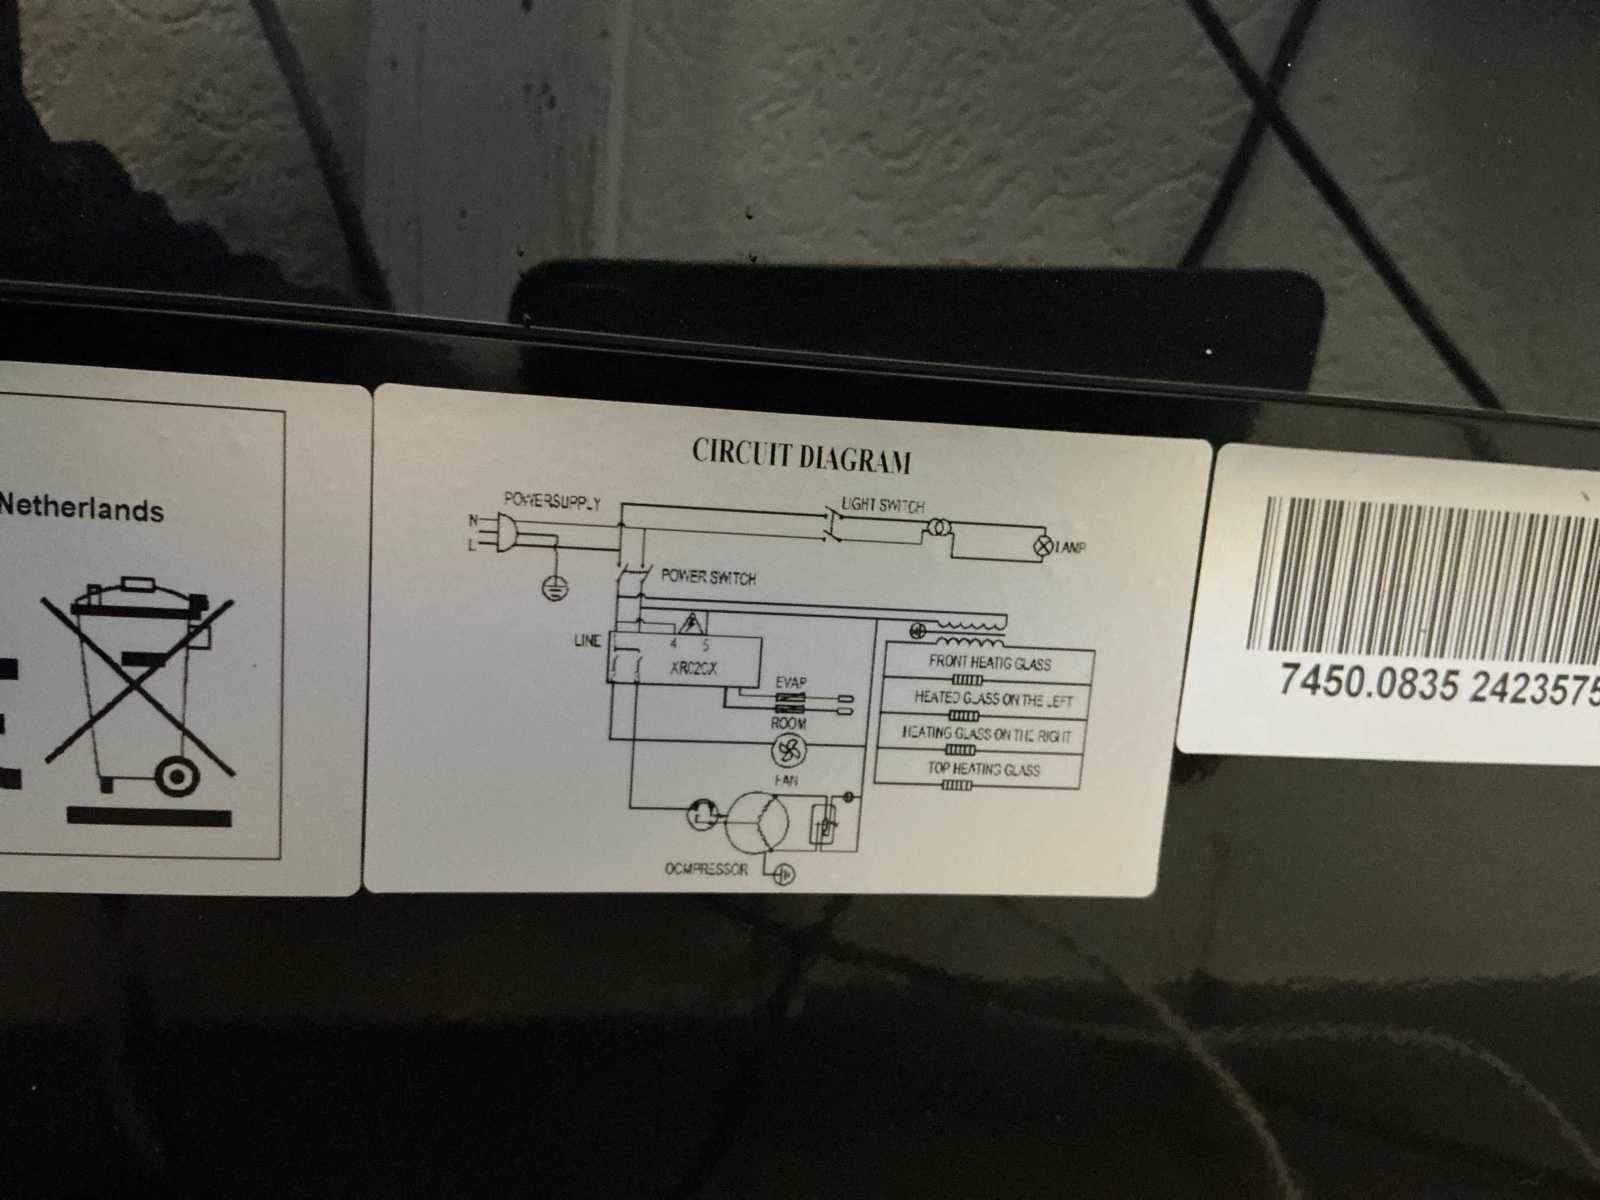 Netherlands
CIRCUIT DIAGRAM
POWERSUPPLY
N
L
LIGHT SWITCH
LAMP
POWER SWITCH
LINE
4
5
EVAP
ROOM
FAN
OCMPRESSOR
FRONT HEATIG GLASS
HEATED GLASS ON THE LEFT
HEATING GLASS ON THE RIGHT
TOP HEATING GLASS
7450.0835 2423575